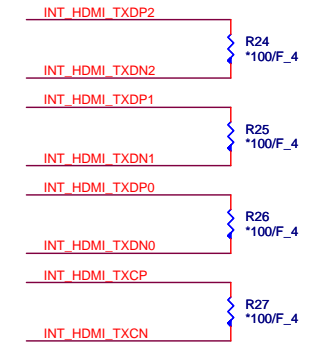 INT_HDMI_TXDP2
R24
*100/F_4
INT_HDMI_TXDN2
INT_HDMI_TXDP1
R25
*100/F_4
INT_HDMI_TXDN1
INT_HDMI_TXDP0
R26
*100/F_4
INT_HDMI_TXDN0
INT_HDMI_TXCP
R27
*100/F_4
INT_HDMI_TXCN